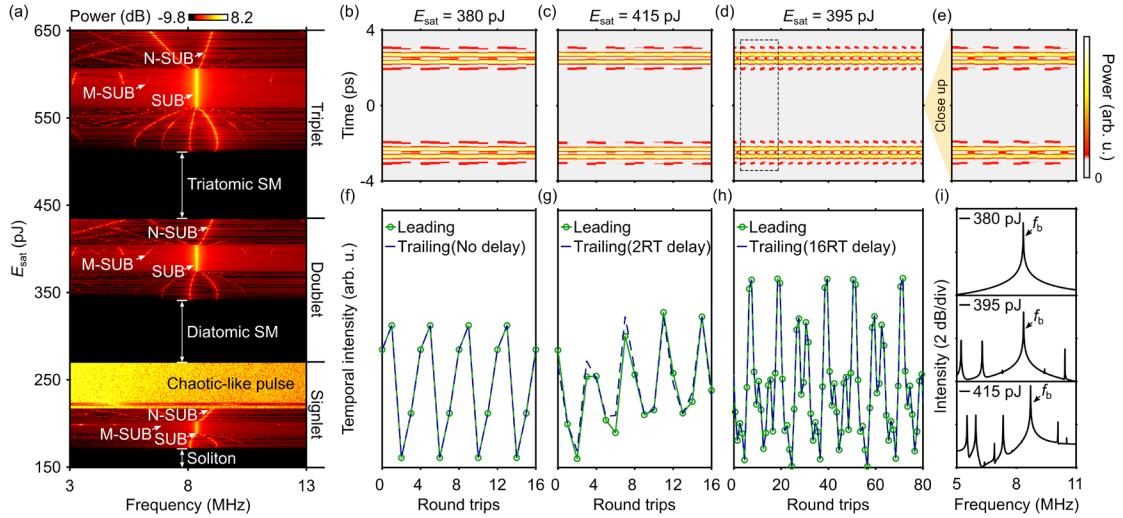 (a) Power (dB) -9.8 8.2
650
550
450
350
250
150
E_sat (pJ)
N-SUB
M-SUB
SUB
Triatomic SM
N-SUB
M-SUB
SUB
Diatomic SM
Chaotic-like pulse
N-SUB
M-SUB
SUB
Soliton
Triplet
Doublet
Signlet
3 8 13
Frequency (MHz)
(b) E_sat = 380 pJ
(c) E_sat = 415 pJ
(d) E_sat = 395 pJ
(e)
4
0
-4
Time (ps)
Close up
Power (arb. u.)
0
(f)
Leading
Trailing(No delay)
Temporal intensity (arb. u.)
0 4 8 12 16
Round trips
(g)
Leading
Trailing(2RT delay)
0 4 8 12 16
Round trips
(h)
Leading
Trailing(16RT delay)
0 20 40 60 80
Round trips
(i)
380 pJ
f_b
395 pJ
f_b
415 pJ
f_b
Intensity (2 dB/div)
5 8 11
Frequency (MHz)